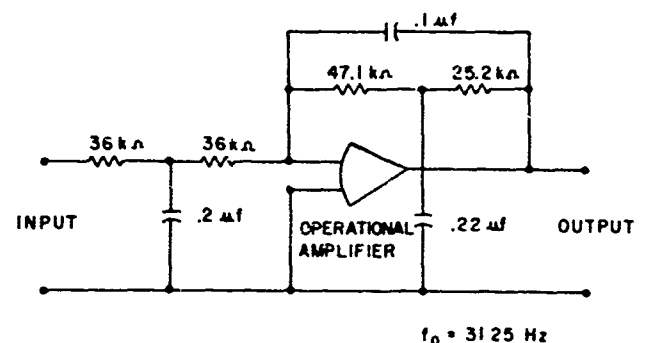 .1 µf
47.1 kΩ 25.2 kΩ
36 kΩ 36 kΩ
.2 µf
INPUT
OPERATIONAL
AMPLIFIER
.22 µf
OUTPUT
f₀ = 31.25 Hz